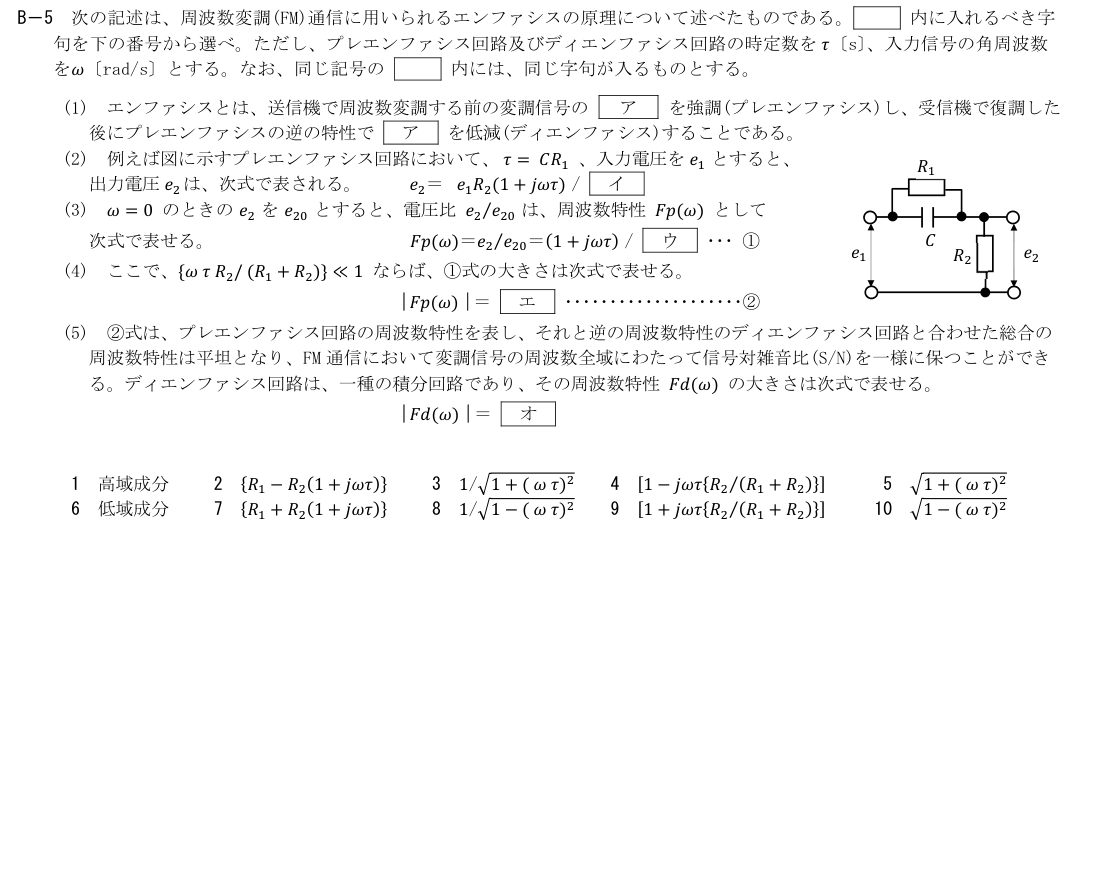 B－5 次の記述は、周波数変調(FM)通信に用いられるエンファシスの原理について述べたものである。 内に入れるべき字
句を下の番号から選べ。ただし、プレエンファシス回路及びディエンファシス回路の時定数をτ〔s〕、入力信号の角周波数
をω〔rad/s〕とする。なお、同じ記号の 内には、同じ字句が入るものとする。
(1) エンファシスとは、送信機で周波数変調する前の変調信号の ア を強調(プレエンファシス)し、受信機で復調した
後にプレエンファシスの逆の特性で ア を低減(ディエンファシス)することである。
(2) 例えば図に示すプレエンファシス回路において、τ = CR₁ 、入力電圧を e₁ とすると、
出力電圧 e₂ は、次式で表される。 e₂ = e₁R₂(1 + jωτ) / イ
(3) ω = 0 のときの e₂ を e₂₀ とすると、電圧比 e₂/e₂₀ は、周波数特性 Fp(ω) として
次式で表せる。 Fp(ω)＝e₂/e₂₀＝(1 + jωτ) / ウ ･･･ ①
(4) ここで、{ω τ R₂/ (R₁ + R₂)} ≪ 1 ならば、①式の大きさは次式で表せる。
|Fp(ω) |＝ エ ････････････････････②
(5) ②式は、プレエンファシス回路の周波数特性を表し、それと逆の周波数特性のディエンファシス回路と合わせた総合の
周波数特性は平坦となり、FM 通信において変調信号の周波数全域にわたって信号対雑音比(S/N)を一様に保つことができ
る。ディエンファシス回路は、一種の積分回路であり、その周波数特性 Fd(ω) の大きさは次式で表せる。
|Fd(ω) |＝ オ
R₁
C
R₂
e₁
e₂
1 高域成分 2 {R₁ − R₂(1 + jωτ)} 3 1/√(1 + ( ω τ)²) 4 [1 − jωτ{R₂/(R₁ + R₂)}] 5 √(1 + ( ω τ)²)
6 低域成分 7 {R₁ + R₂(1 + jωτ)} 8 1/√(1 − ( ω τ)²) 9 [1 + jωτ{R₂/(R₁ + R₂)}] 10 √(1 − ( ω τ)²)